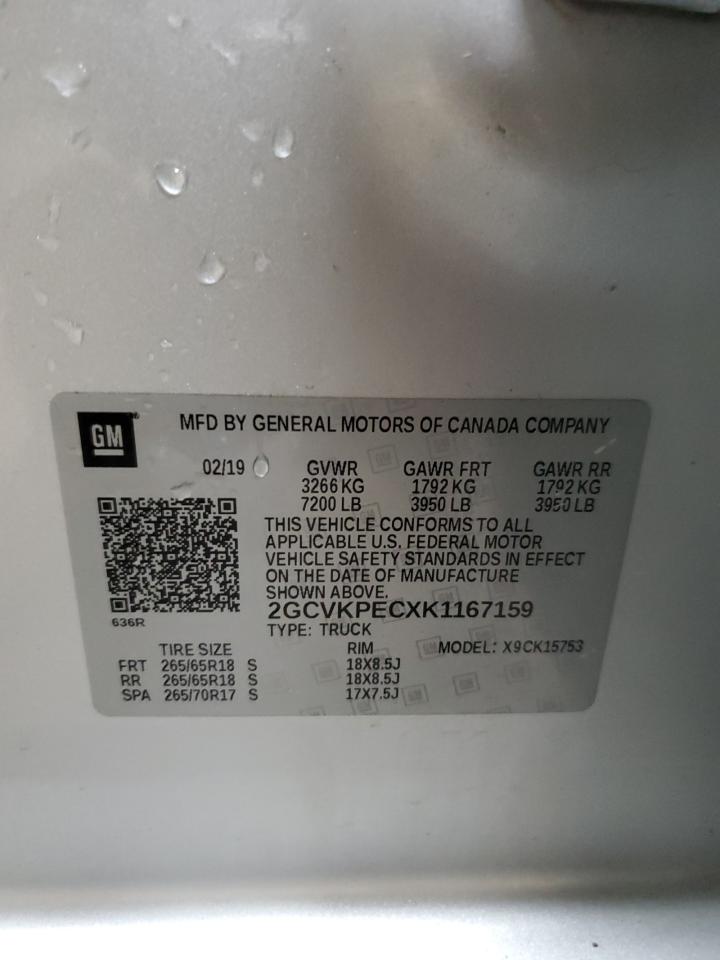 GM
MFD BY GENERAL MOTORS OF CANADA COMPANY
02/19 GVWR GAWR FRT GAWR RR
3266 KG 1792 KG 1792 KG
7200 LB 3950 LB 3950 LB
THIS VEHICLE CONFORMS TO ALL
APPLICABLE U.S. FEDERAL MOTOR
VEHICLE SAFETY STANDARDS IN EFFECT
ON THE DATE OF MANUFACTURE
SHOWN ABOVE.
2GCVKPECXK1167159
636R
TYPE: TRUCK
TIRE SIZE RIM MODEL: X9CK15753
FRT 265/65R18 S 18X8.5J
RR 265/65R18 S 18X8.5J
SPA 265/70R17 S 17X7.5J